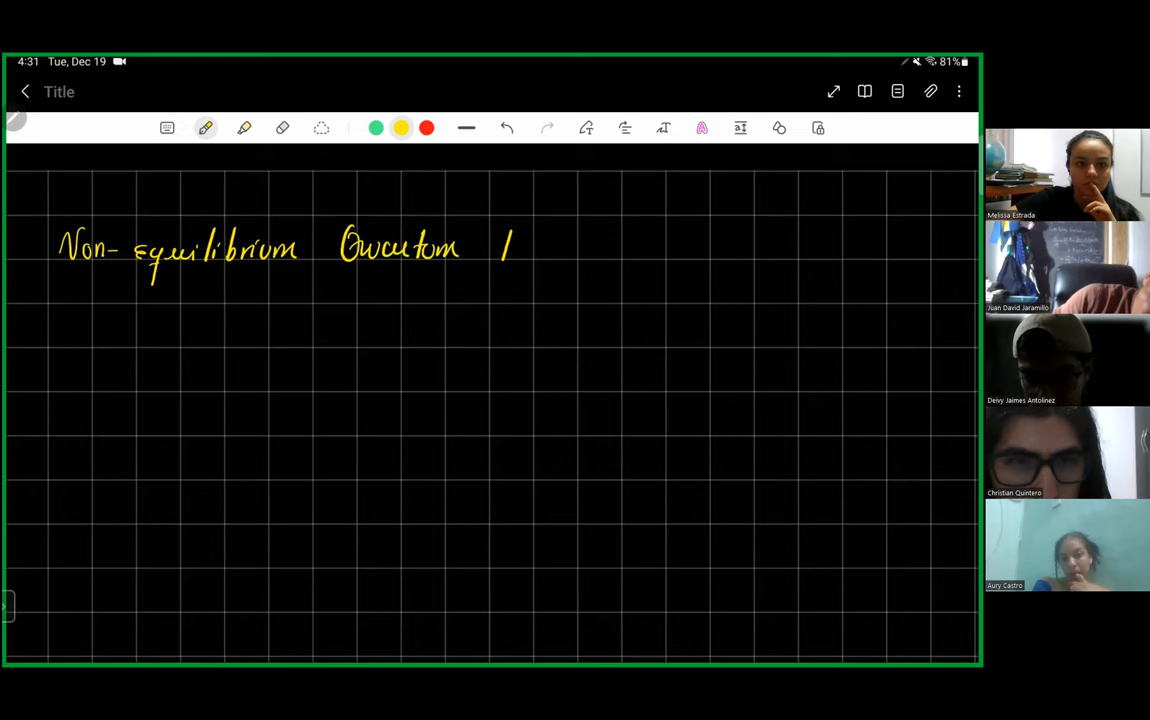 4:31 Tue, Dec 19 81%
Title
Non-equilibrium Quantum
Melissa Estrada
Juan David Jaramillo
Deivy Jaimes Antolinez
Christian Quintero
Aury Castro